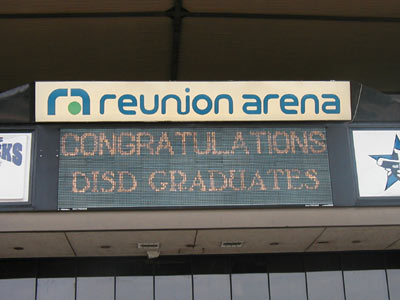 reunion arena
CONGRATULATIONS
DISD GRADUATES